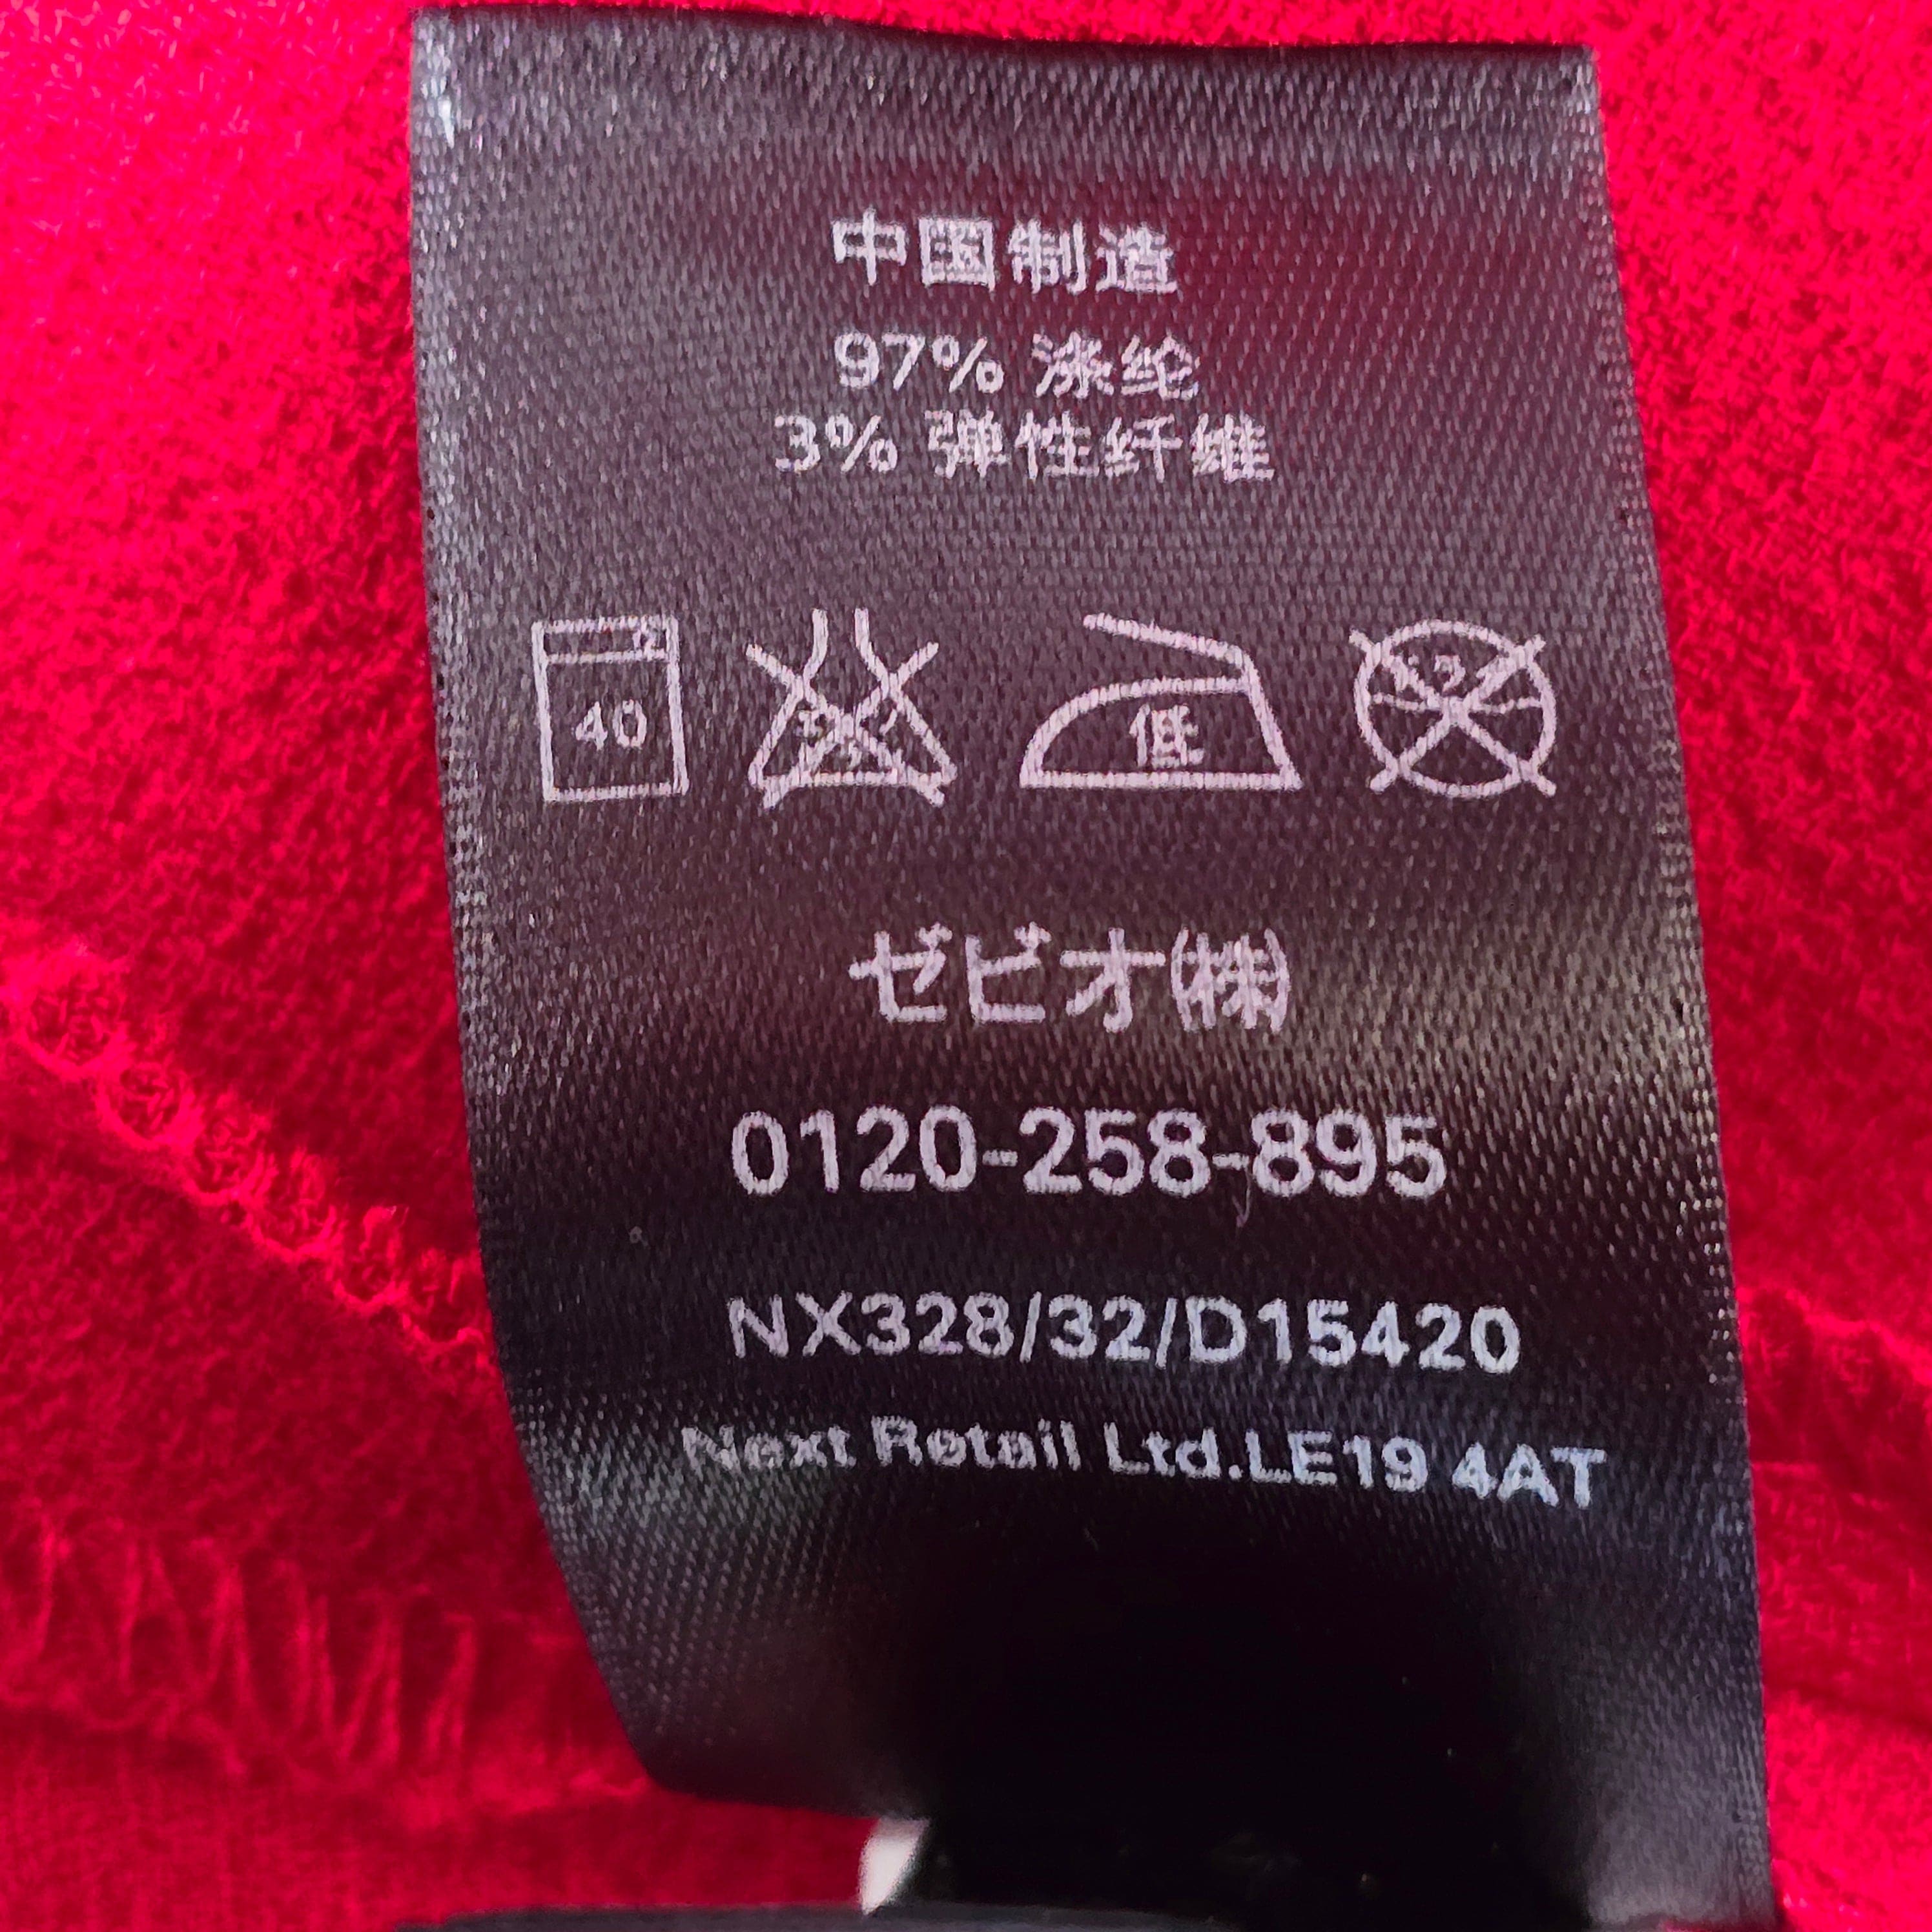 中国制造
97% 涤纶
3% 弹性纤维
40 低
ゼビオ㈱
0120-258-895
NX328/32/D15420
Next Retail Ltd.LE19 4AT